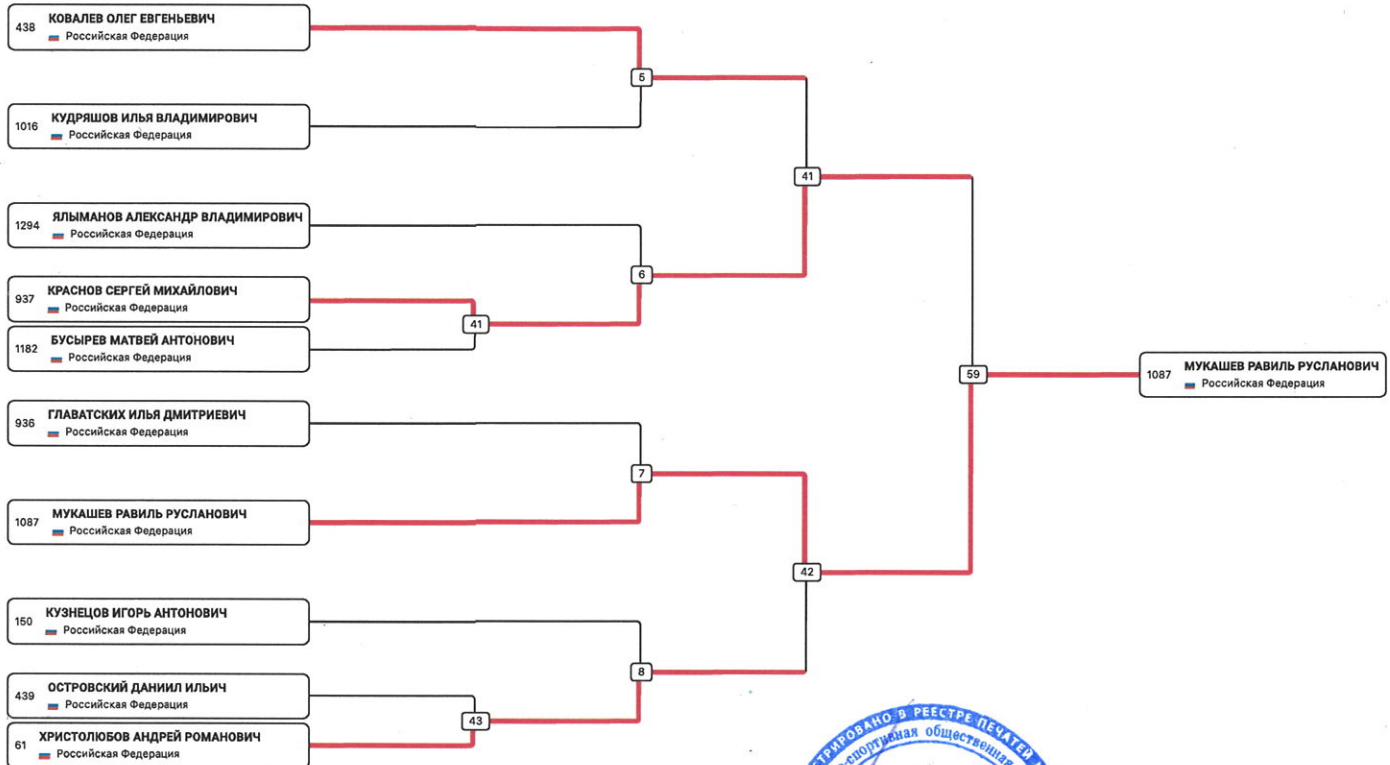 438 КОВАЛЕВ ОЛЕГ ЕВГЕНЬЕВИЧ
Российская Федерация
5
1016 КУДРЯШОВ ИЛЬЯ ВЛАДИМИРОВИЧ
Российская Федерация
41
1294 ЯЛЫМАНОВ АЛЕКСАНДР ВЛАДИМИРОВИЧ
Российская Федерация
6
937 КРАСНОВ СЕРГЕЙ МИХАЙЛОВИЧ
Российская Федерация
41
1182 БУСЫРЕВ МАТВЕЙ АНТОНОВИЧ
Российская Федерация
59
1087 МУКАШЕВ РАВИЛЬ РУСЛАНОВИЧ
Российская Федерация
936 ГЛАВАТСКИХ ИЛЬЯ ДМИТРИЕВИЧ
Российская Федерация
7
1087 МУКАШЕВ РАВИЛЬ РУСЛАНОВИЧ
Российская Федерация
42
150 КУЗНЕЦОВ ИГОРЬ АНТОНОВИЧ
Российская Федерация
8
439 ОСТРОВСКИЙ ДАНИИЛ ИЛЬИЧ
Российская Федерация
43
61 ХРИСТОЛЮБОВ АНДРЕЙ РОМАНОВИЧ
Российская Федерация
В РЕЕСТРЕ ПЕЧАТЕЙ
общественная